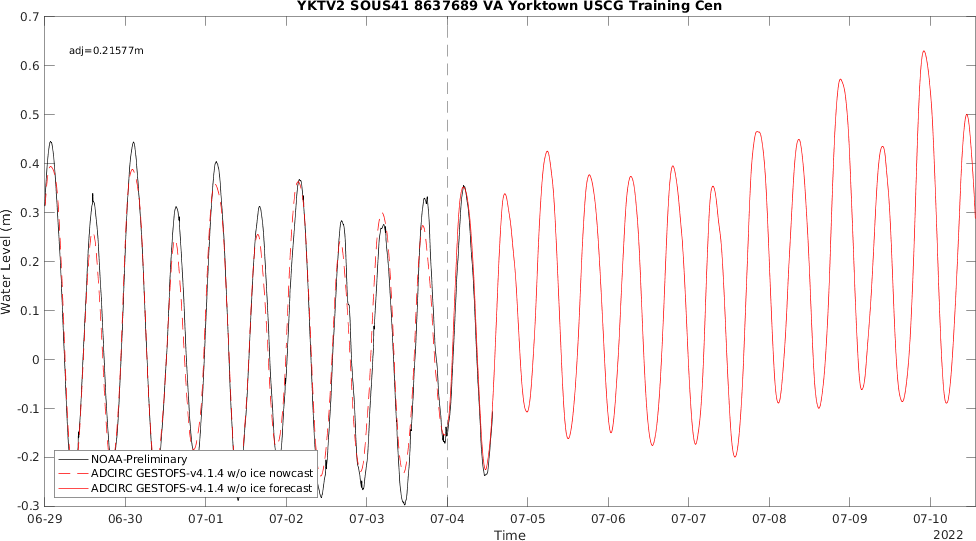 YKTV2 SOUS41 8637689 VA Yorktown USCG Training Cen
0.7
adj=0.21577m
0.6
0.5
0.4
0.3
0.2
0.1
0
-0.1
-0.2
-0.3
Water Level (m)
NOAA-Preliminary
ADCIRC GESTOFS-v4.1.4 w/o ice nowcast
ADCIRC GESTOFS-v4.1.4 w/o ice forecast
06-29 06-30 07-01 07-02 07-03 07-04 07-05 07-06 07-07 07-08 07-09 07-10
Time
2022